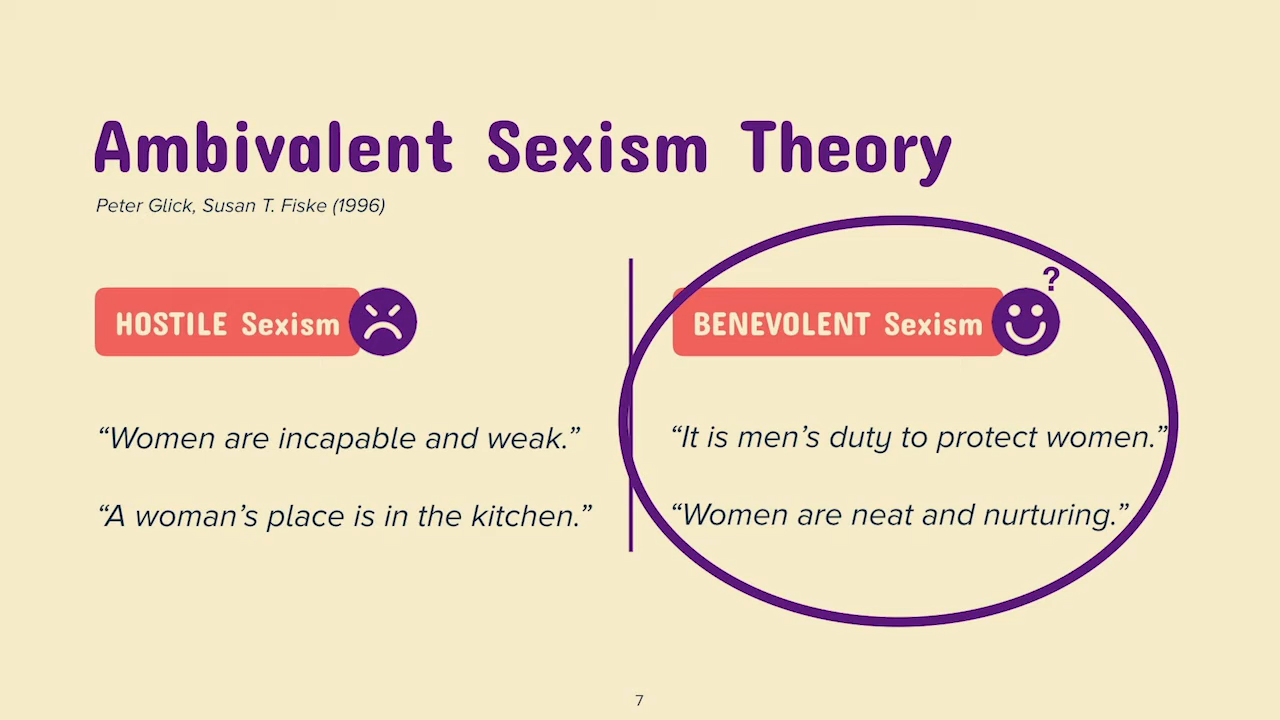 Ambivalent Sexism Theory
Peter Glick, Susan T. Fiske (1996)
HOSTILE Sexism
“Women are incapable and weak.”
“A woman’s place is in the kitchen.”
?
BENEVOLENT Sexism
“It is men’s duty to protect women.”
“Women are neat and nurturing.”
7